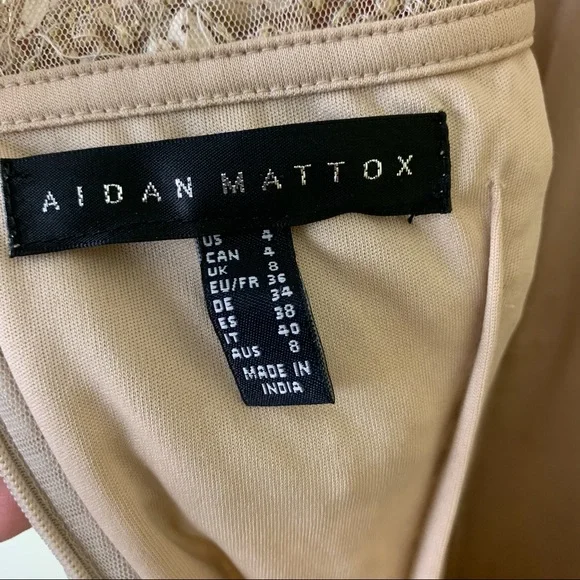 AIDAN MATTOX
US 4
CAN 4
UK 8
EU/FR 36
DE 34
ES 38
IT 40
AUS 8
MADE IN
INDIA